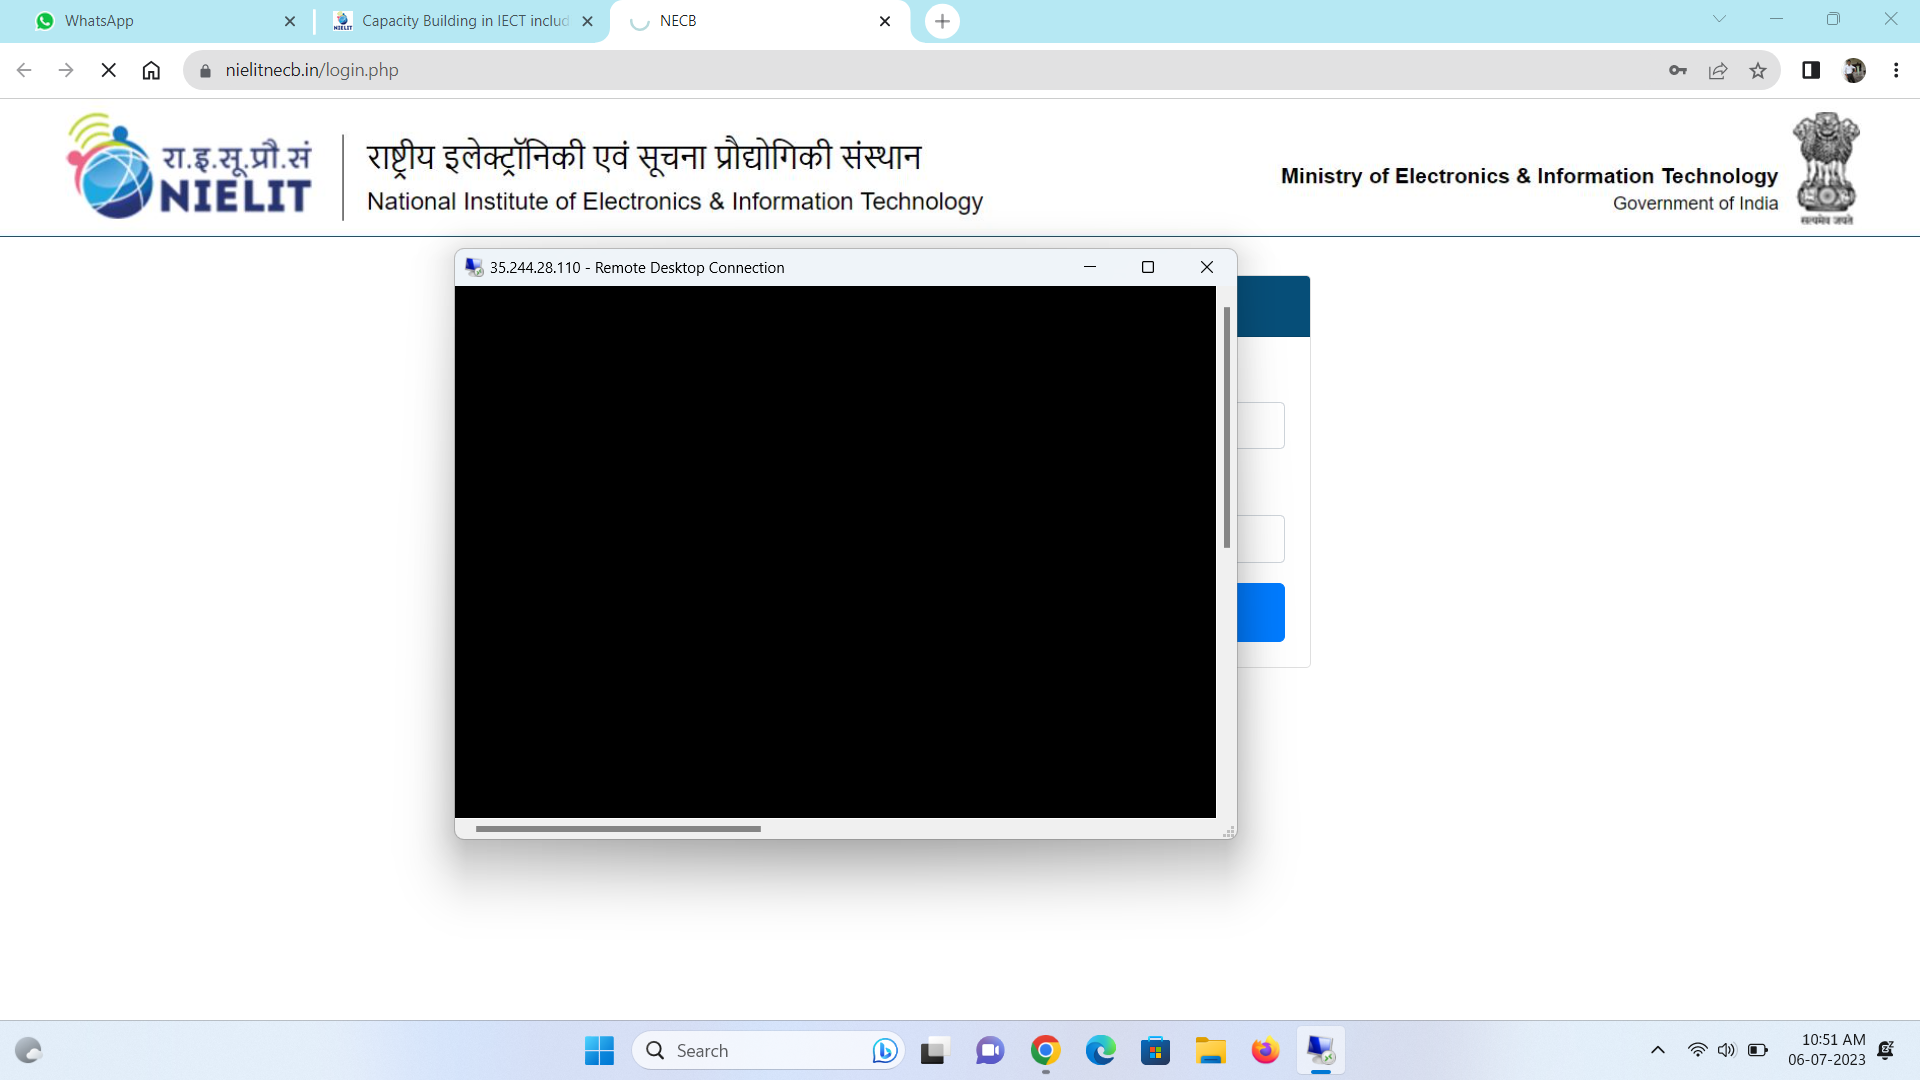 WhatsApp
Capacity Building in IECT includ
NECB
nielitnecb.in/login.php
रा.इ.सू.प्रौ.सं
NIELIT
राष्ट्रीय इलेक्ट्रॉनिकी एवं सूचना प्रौद्योगिकी संस्थान
National Institute of Electronics & Information Technology
Ministry of Electronics & Information Technology
Government of India
सत्यमेव जयते
35.244.28.110 - Remote Desktop Connection
Search
10:51 AM
06-07-2023